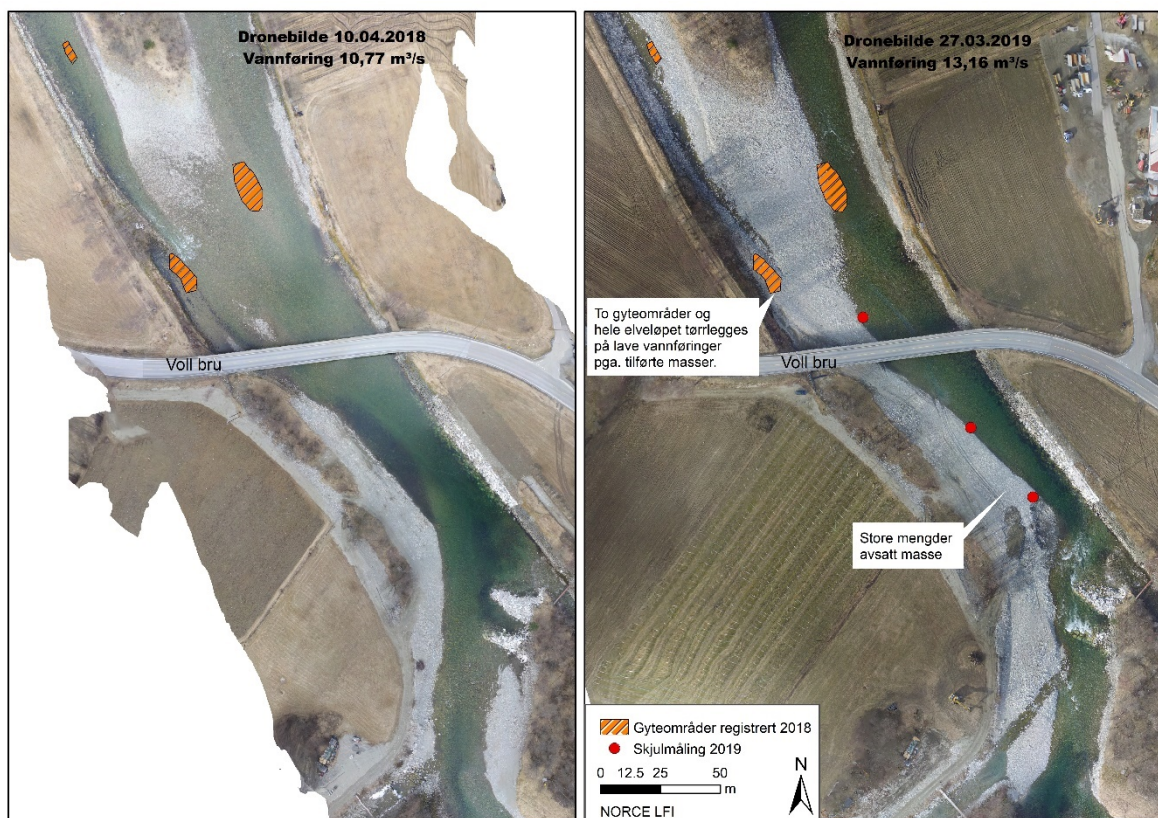 Dronebilde 10.04.2018
Vannføring 10,77 m³/s
Voll bru
Dronebilde 27.03.2019
Vannføring 13,16 m³/s
To gyteområder og
hele elveløpet tørrlegges
på lave vannføringer
pga. tilførte masser.
Voll bru
Store mengder
avsatt masse
Gyteområder registrert 2018
Skjulmåling 2019
0 12.5 25 50
m
N
NORCE LFI